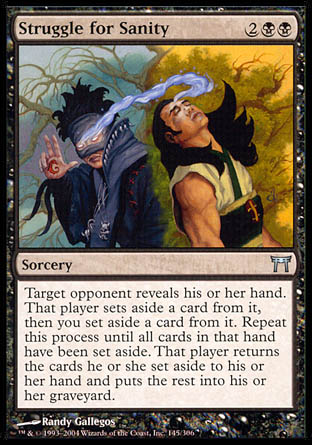 Struggle for Sanity 2
Sorcery
Target opponent reveals his or her hand.
That player sets aside a card from it,
then you set aside a card from it. Repeat
this process until all cards in that hand
have been set aside. That player returns
the cards he or she set aside to his or
her hand and puts the rest into his or
her graveyard.
Randy Gallegos
™ & © 1993–2004 Wizards of the Coast, Inc. 145/306